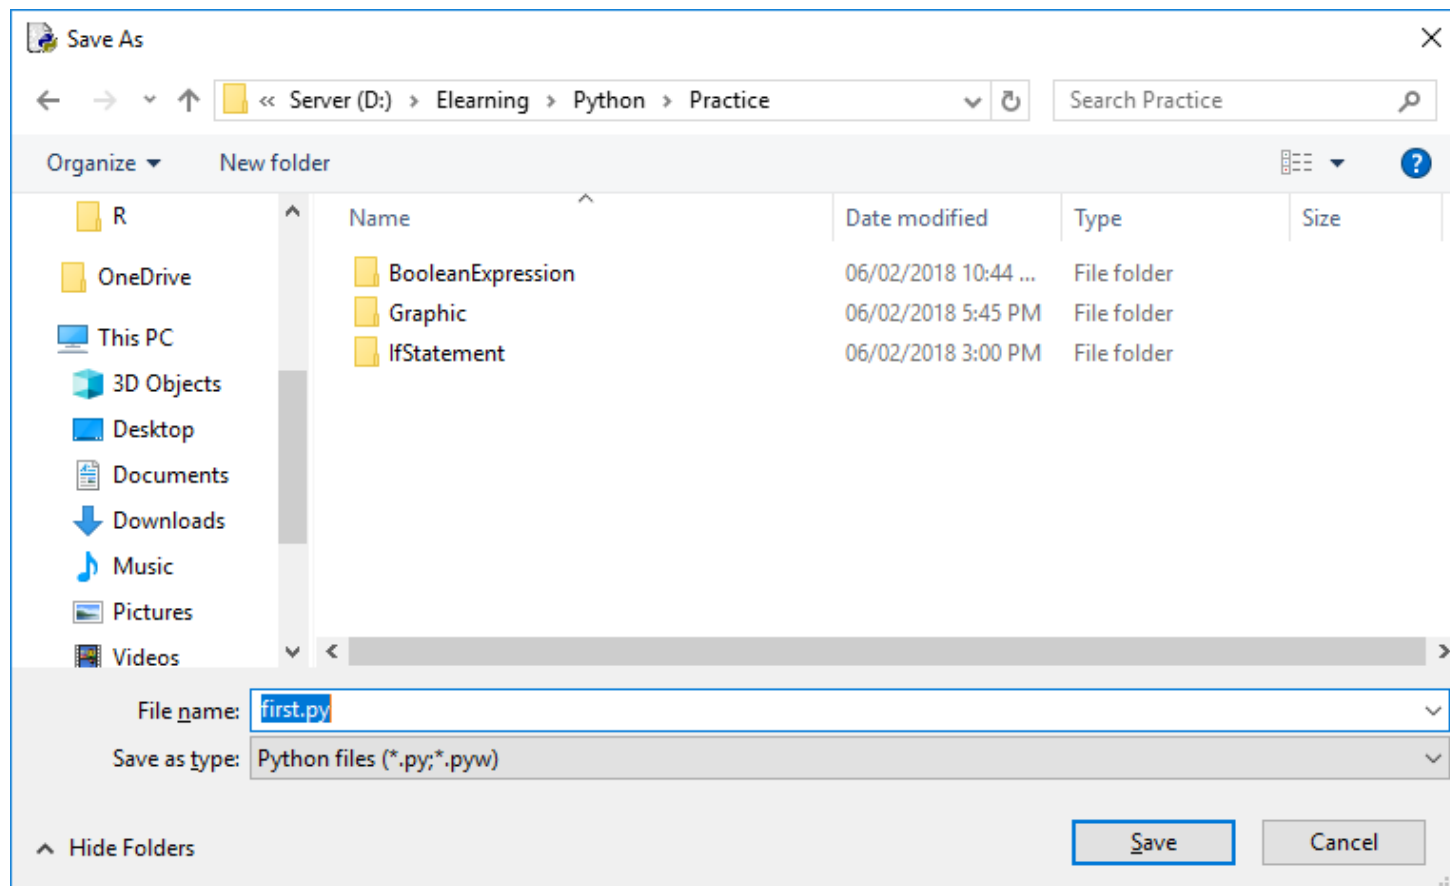 Save As
« Server (D:) > Elearning > Python > Practice
Search Practice
Organize
New folder
?
R
OneDrive
This PC
3D Objects
Desktop
Documents
Downloads
Music
Pictures
Videos
Name Date modified Type Size
BooleanExpression 06/02/2018 10:44 ... File folder
Graphic 06/02/2018 5:45 PM File folder
IfStatement 06/02/2018 3:00 PM File folder
File name: first.py
Save as type: Python files (*.py;*.pyw)
Hide Folders
Save
Cancel